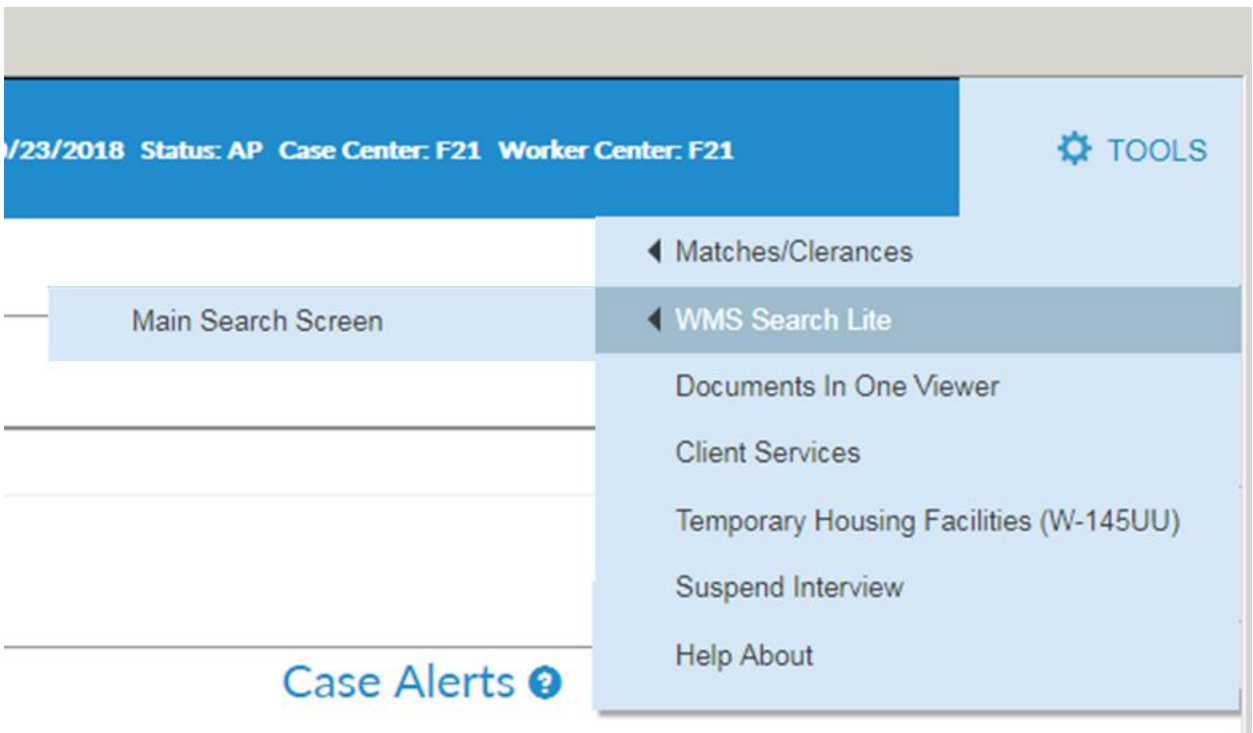 /23/2018 Status: AP Case Center: F21 Worker Center: F21
TOOLS
Matches/Clerances
Main Search Screen
WMS Search Lite
Documents In One Viewer
Client Services
Temporary Housing Facilities (W-145UU)
Suspend Interview
Help About
Case Alerts ?